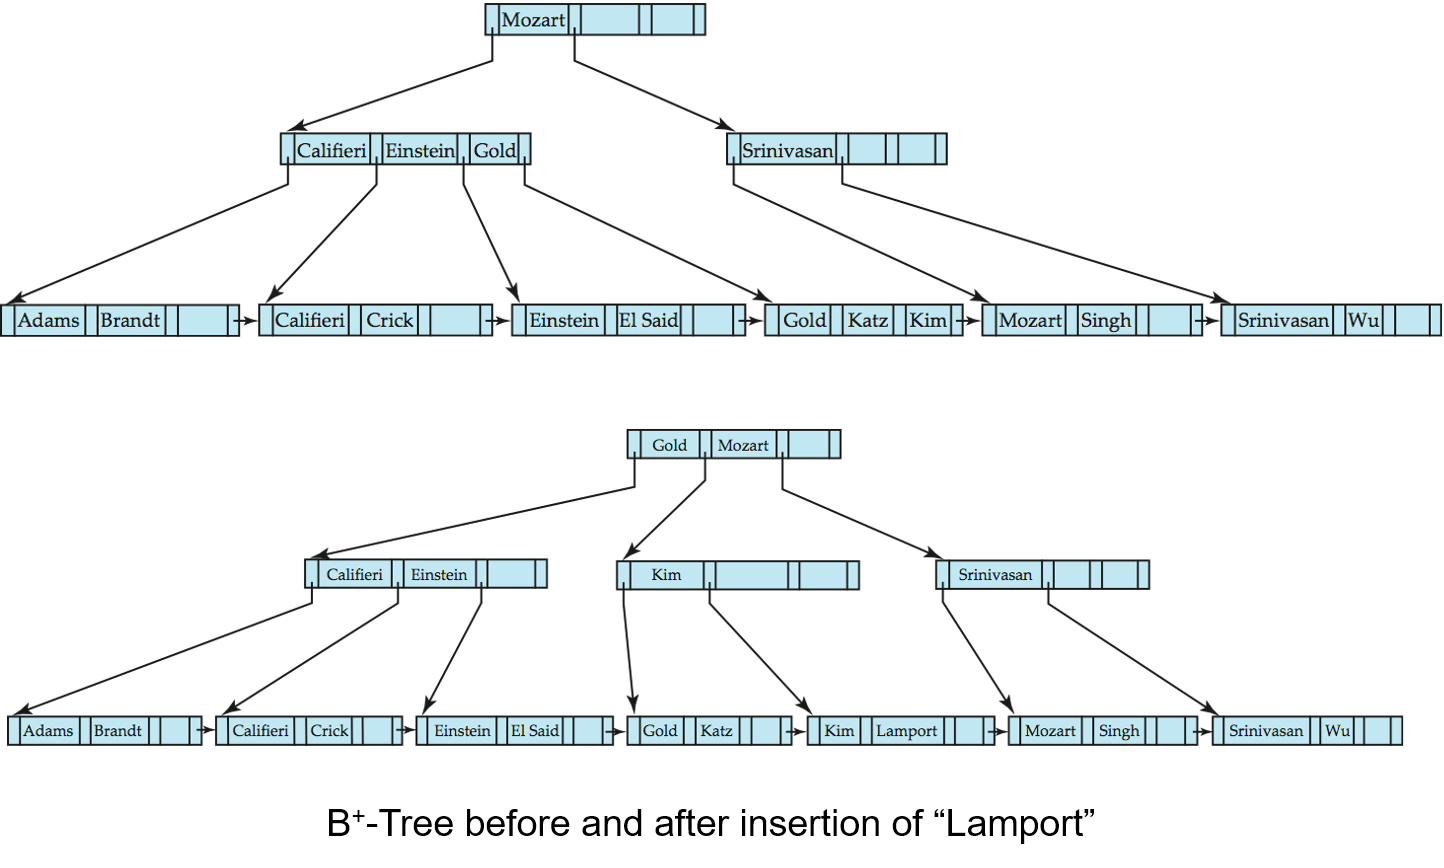 Mozart
Califieri Einstein Gold Srinivasan
Adams Brandt Califieri Crick Einstein El Said Gold Katz Kim Mozart Singh Srinivasan Wu
Gold Mozart
Califieri Einstein Kim Srinivasan
Adams Brandt Califieri Crick Einstein El Said Gold Katz Kim Lamport Mozart Singh Srinivasan Wu
B+-Tree before and after insertion of “Lamport”